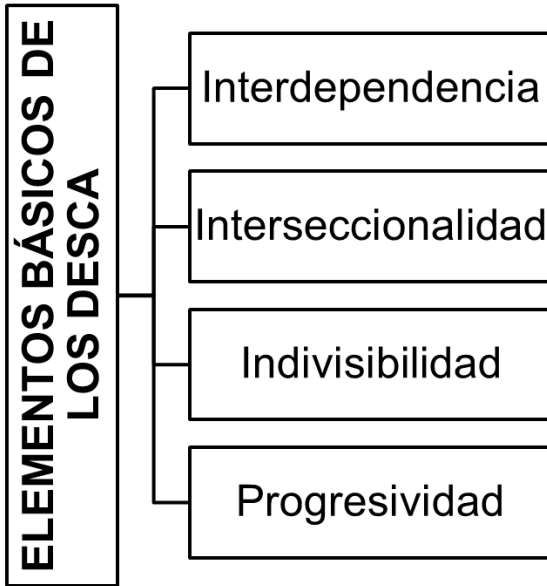 ELEMENTOS BÁSICOS DE
LOS DESCA
Interdependencia
Interseccionalidad
Indivisibilidad
Progresividad